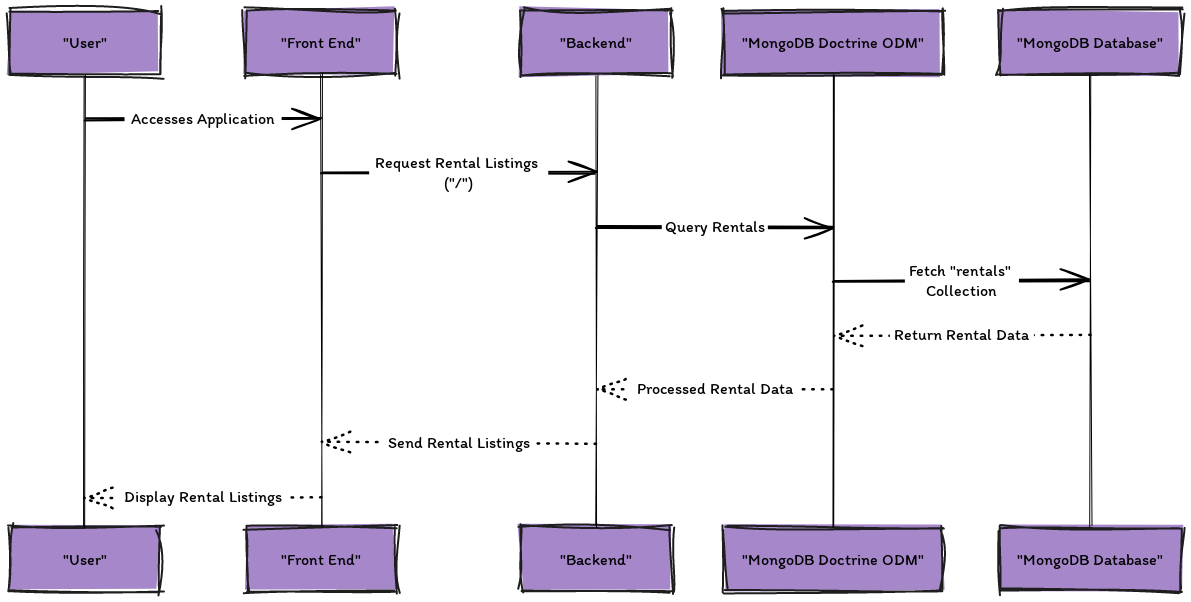 "User"
"Front End"
"Backend"
"MongoDB Doctrine ODM"
"MongoDB Database"
Accesses Application
Request Rental Listings
("/")
Query Rentals
Fetch "rentals"
Collection
Return Rental Data
Processed Rental Data
Send Rental Listings
Display Rental Listings
"User"
"Front End"
"Backend"
"MongoDB Doctrine ODM"
"MongoDB Database"